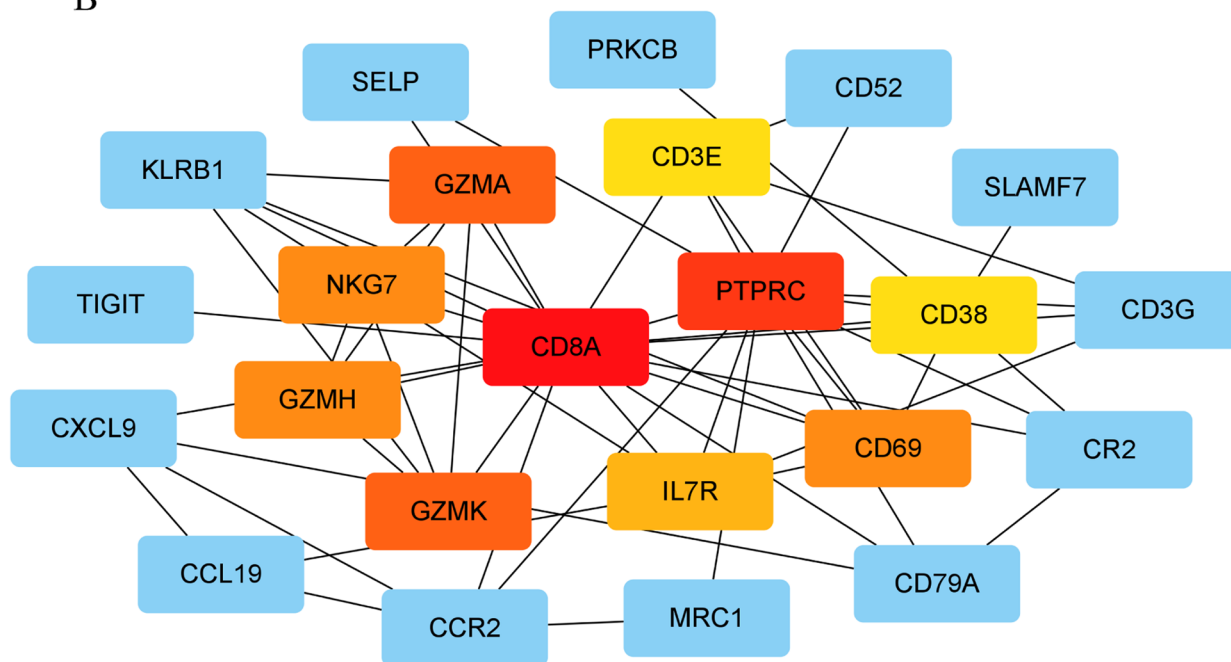 B
PRKCB
SELP
CD52
CD3E
KLRB1
GZMA
SLAMF7
NKG7
PTPRC
TIGIT
CD38
CD3G
CD8A
GZMH
CXCL9
CD69
CR2
IL7R
GZMK
CCL19
CD79A
CCR2
MRC1